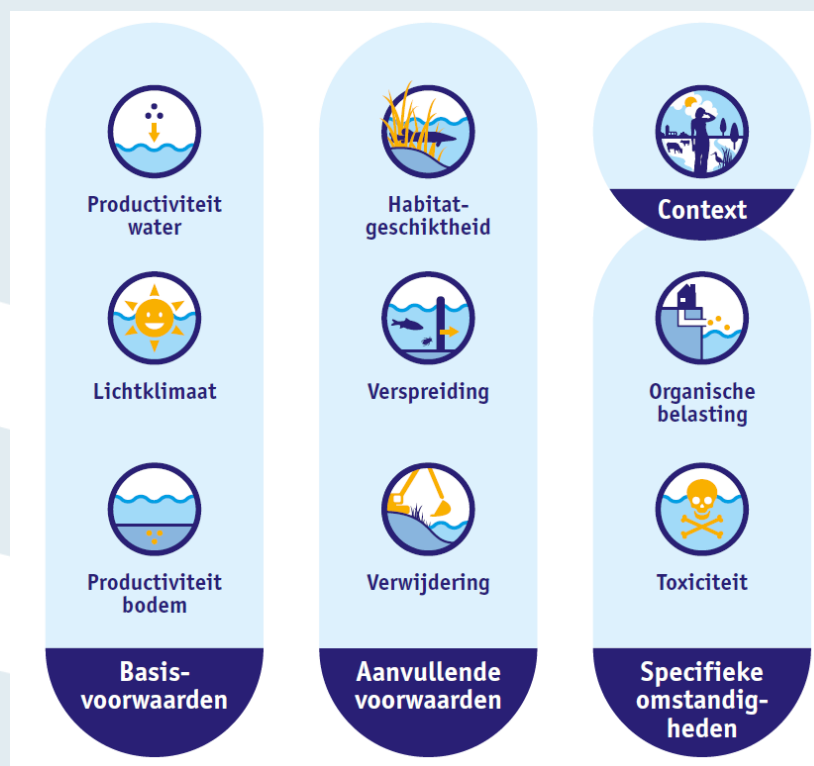 Productiviteit
water
Lichtklimaat
Productiviteit
bodem
Basis-
voorwaarden
Habitat-
geschiktheid
Verspreiding
Verwijdering
Aanvullende
voorwaarden
Context
Organische
belasting
Toxiciteit
Specifieke
omstandig-
heden